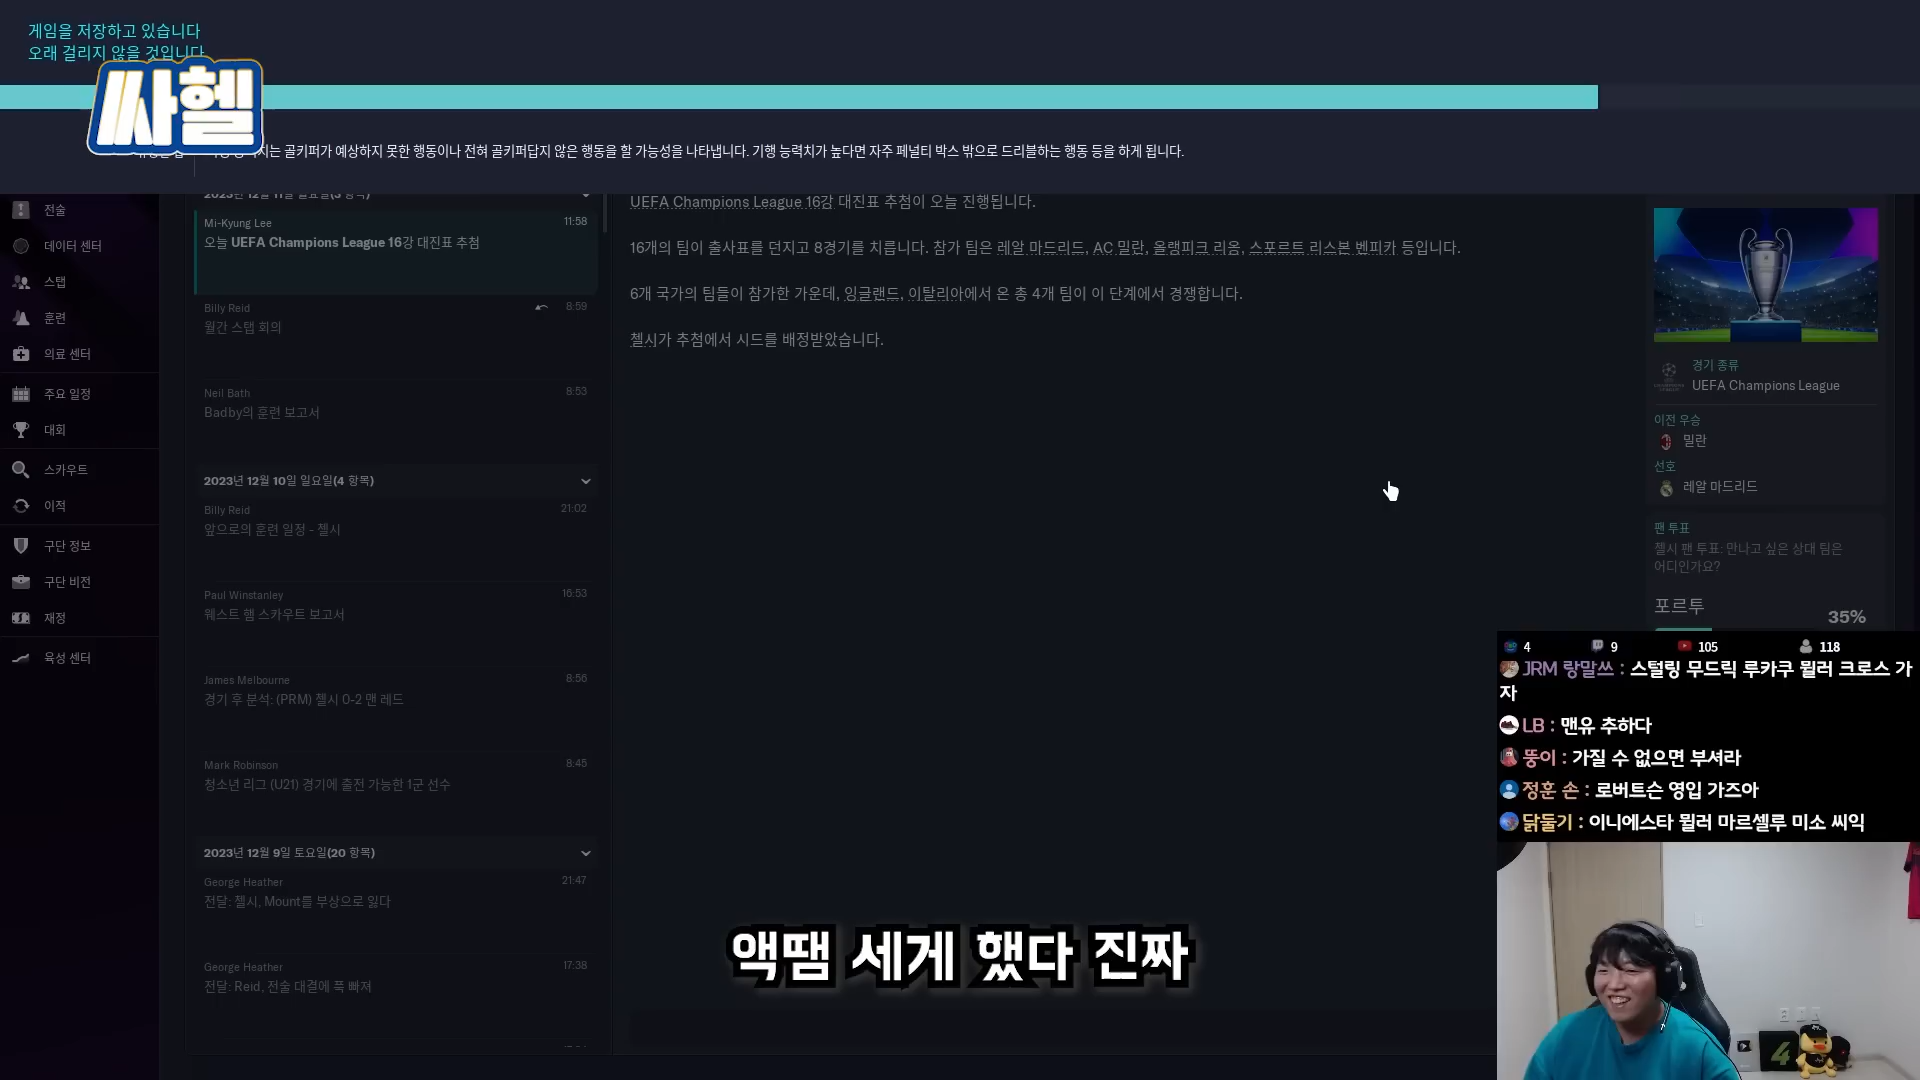 게임을 저장하고 있습니다
오래 걸리지 않을 것입니다
싸헬
골키퍼가 예상하지 못한 행동이나 전혀 골키퍼답지 않은 행동을 할 가능성을 나타냅니다. 기행 능력치가 높다면 자주 페널티 박스 밖으로 드리블하는 행동 등을 하게 됩니다.
전술
데이터 센터
스탭
훈련
의료 센터
주요 일정
대회
스카우트
이적
구단 정보
구단 비전
재정
육성 센터
2023년 12월 11일 월요일(3 항목)
Mi-Kyung Lee 11:58
오늘 UEFA Champions League 16강 대진표 추첨
Billy Reid 8:59
월간 스탭 회의
Neil Bath 8:53
Badby의 훈련 보고서
2023년 12월 10일 일요일(4 항목)
Billy Reid 21:02
앞으로의 훈련 일정 - 첼시
Paul Winstanley 16:53
웨스트 햄 스카우트 보고서
James Melbourne 8:56
경기 후 분석: (PRM) 첼시 0-2 맨 레드
Mark Robinson 8:45
청소년 리그 (U21) 경기에 출전 가능한 1군 선수
2023년 12월 9일 토요일(20 항목)
George Heather 21:47
전달: 첼시, Mount를 부상으로 잃다
George Heather 17:38
전달: Reid, 전술 대결에 푹 빠져
UEFA Champions League 16강 대진표 추첨이 오늘 진행됩니다.
16개의 팀이 출사표를 던지고 8경기를 치릅니다. 참가 팀은 레알 마드리드, AC 밀란, 올랭피크 리옹, 스포르트 리스본 벤피카 등입니다.
6개 국가의 팀들이 참가한 가운데, 잉글랜드, 이탈리아에서 온 총 4개 팀이 이 단계에서 경쟁합니다.
첼시가 추첨에서 시드를 배정받았습니다.
경기 종류
UEFA Champions League
이전 우승
밀란
선호
레알 마드리드
팬 투표
첼시 팬 투표: 만나고 싶은 상대 팀은
어디인가요?
포르투 35%
4 9 105 118
JRM 랑말쓰 : 스털링 무드릭 루카쿠 뮐러 크로스 가
자
LB : 맨유 추하다
뚱이 : 가질 수 없으면 부셔라
정훈 손 : 로버트슨 영입 가즈아
닭둘기 : 이니에스타 뮐러 마르셀루 미소 씨익
액땜 세게 했다 진짜
4